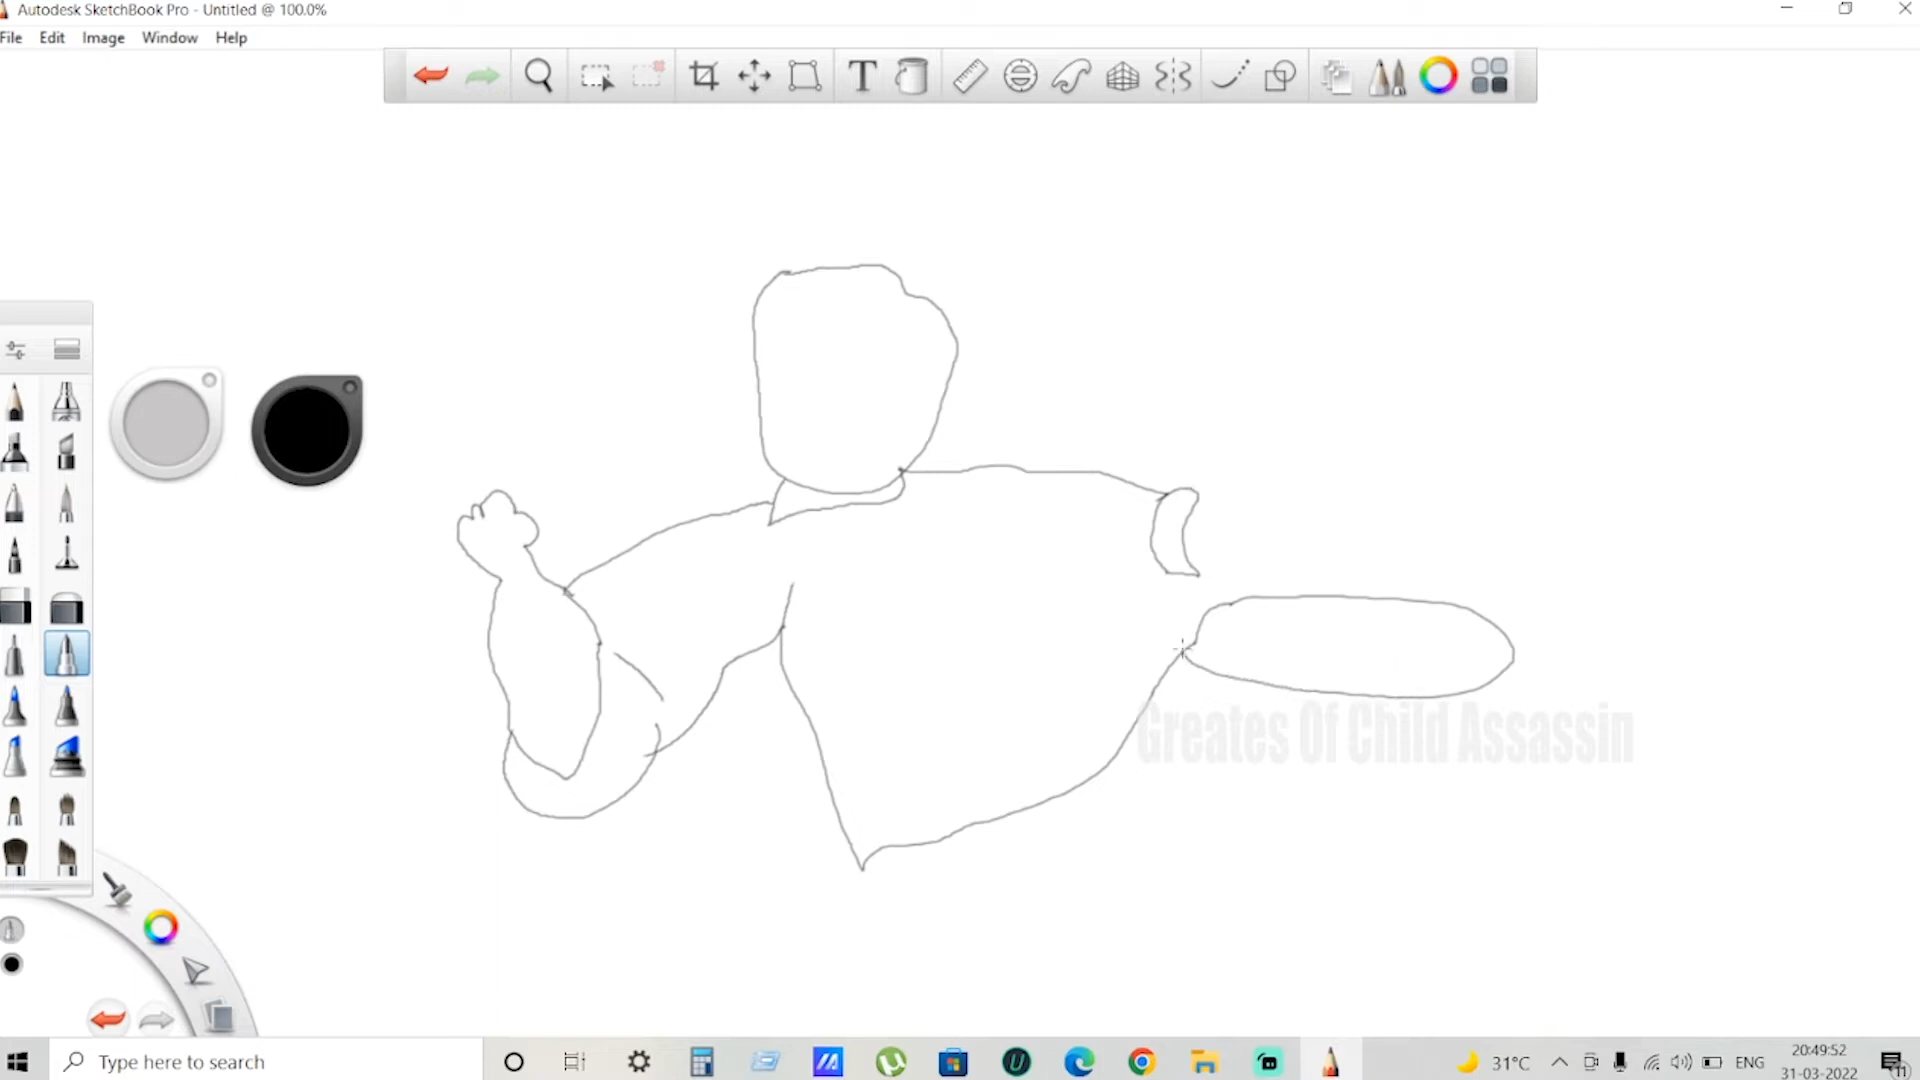 Autodesk SketchBook Pro - Untitled @ 100.0%
File Edit Image Window Help
T
Greates Of Child Assassin
Type here to search
31°C
ENG
20:49:52
31-03-2022
11